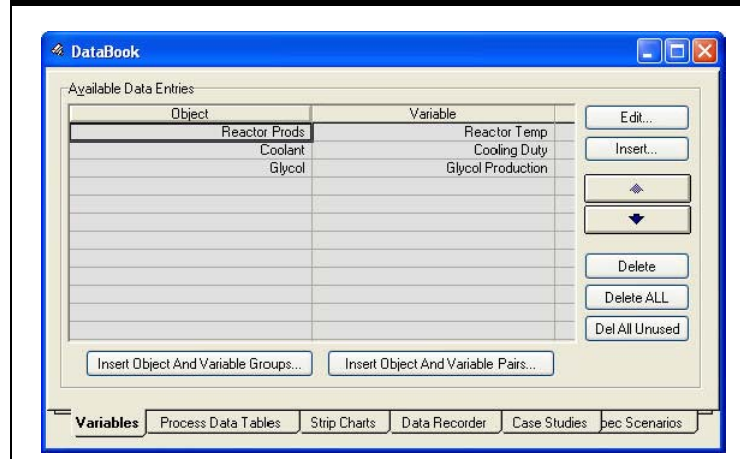 DataBook
Available Data Entries
Object Variable
Reactor Prods Reactor Temp
Coolant Cooling Duty
Glycol Glycol Production
Edit...
Insert...
Delete
Delete ALL
Del All Unused
Insert Object And Variable Groups... Insert Object And Variable Pairs...
Variables Process Data Tables Strip Charts Data Recorder Case Studies pec Scenarios